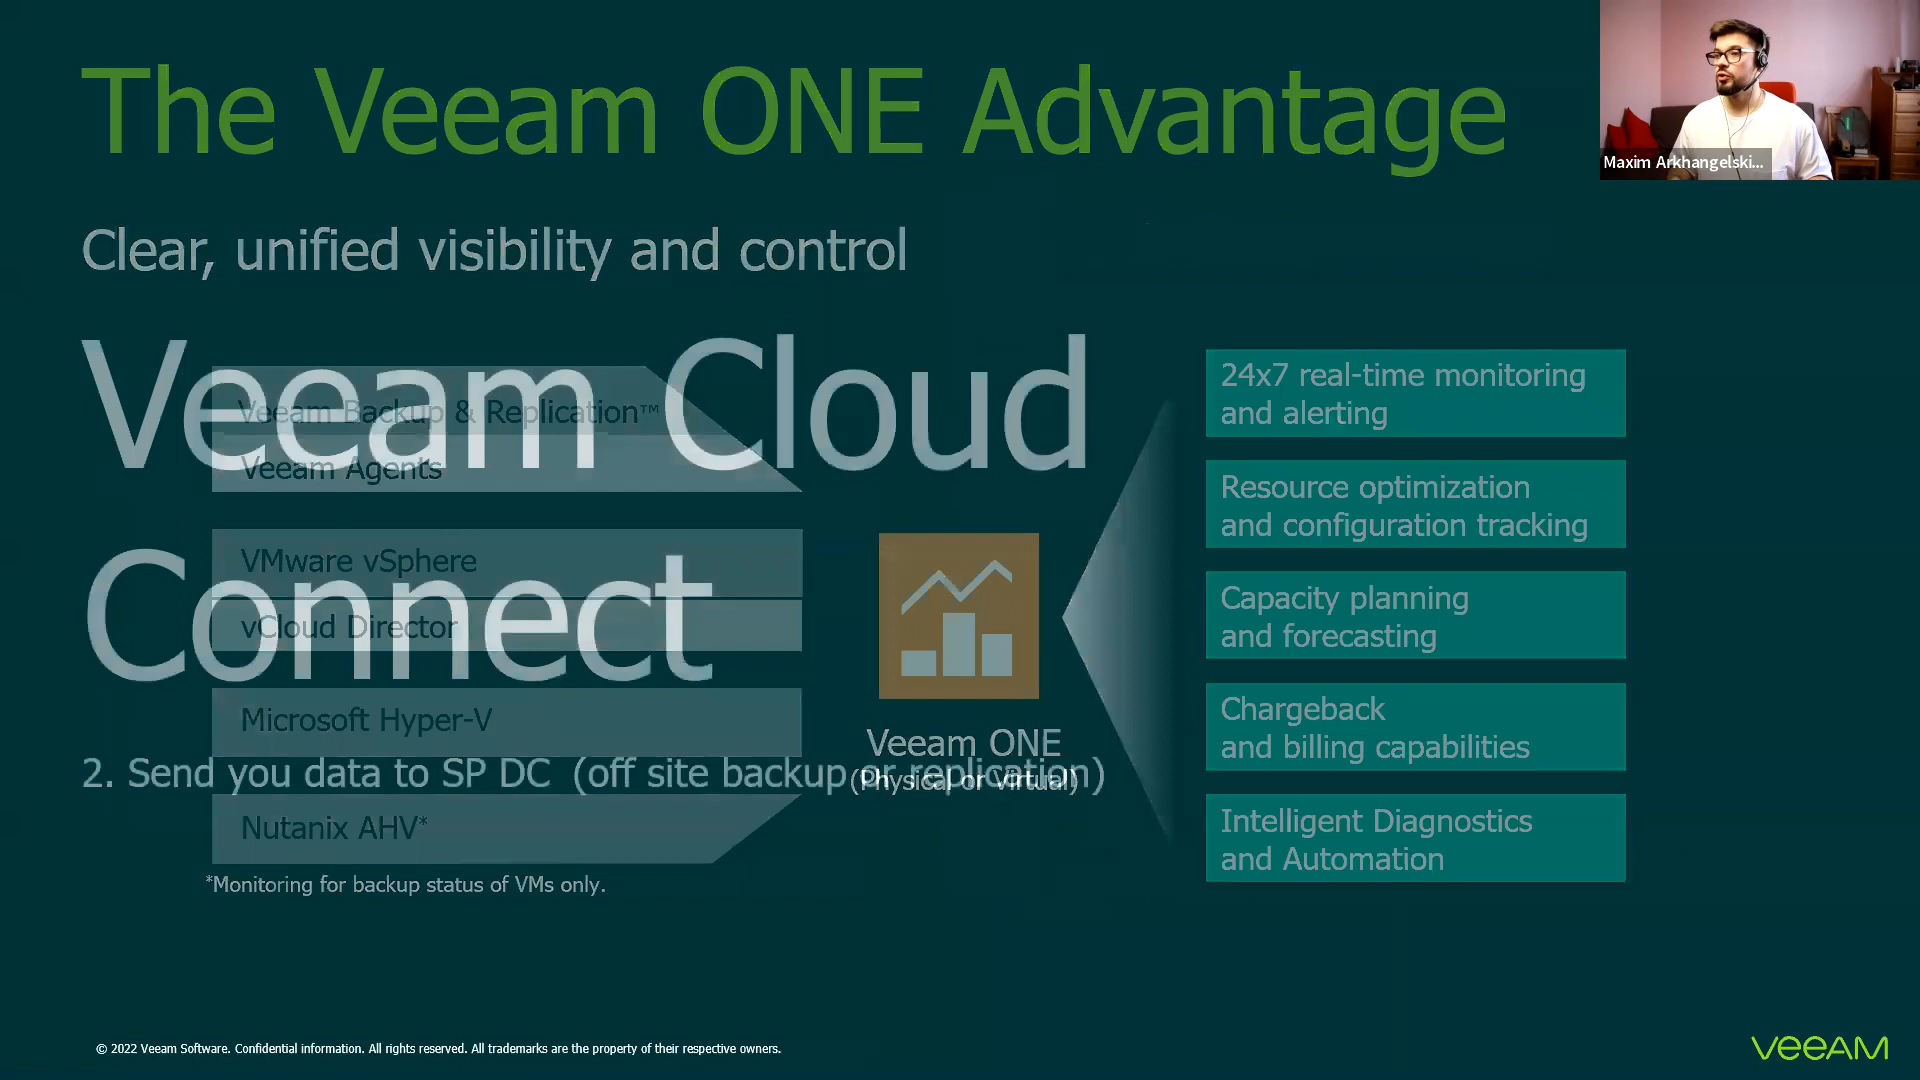 The Veeam ONE Advantage
Maxim Arkhangelski...
Clear, unified visibility and control
Veeam Cloud
Connect
2. Send you data to SP DC (off site backup or replication)
Veeam Backup & Replication™
Veeam Agents
VMware vSphere
vCloud Director
Microsoft Hyper-V
Nutanix AHV*
*Monitoring for backup status of VMs only.
Veeam ONE
(Physical or Virtual)
24x7 real-time monitoring
and alerting
Resource optimization
and configuration tracking
Capacity planning
and forecasting
Chargeback
and billing capabilities
Intelligent Diagnostics
and Automation
© 2022 Veeam Software. Confidential information. All rights reserved. All trademarks are the property of their respective owners.
VEEAM